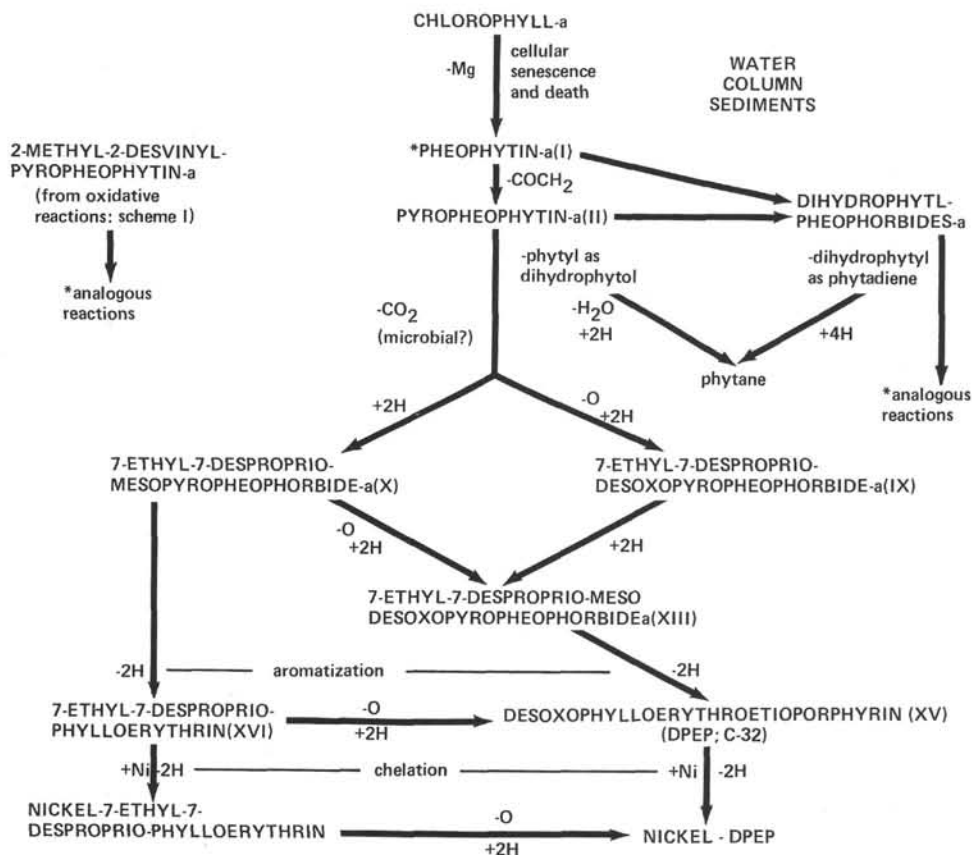 CHLOROPHYLL-a
-Mg
cellular
senescence
and death
WATER
COLUMN
SEDIMENTS
2-METHYL-2-DESVINYL-
PYROPHEOPHYTIN-a
(from oxidative
reactions: scheme I)
*analogous
reactions
*PHEOPHYTIN-a(I)
-COCH2
PYROPHEOPHYTIN-a(II)
DIHYDROPHYTL-
PHEOPHORBIDES-a
-phytyl as
dihydrophytol
-H2O
+2H
-dihydrophytyl
as phytadiene
+4H
phytane
*analogous
reactions
-CO2
(microbial?)
+2H
-O
+2H
7-ETHYL-7-DESPROPRIO-
MESOPYROPHEOPHORBIDE-a(X)
7-ETHYL-7-DESPROPRIO-
DESOXOPYROPHEOPHORBIDE-a(IX)
-O
+2H
+2H
7-ETHYL-7-DESPROPRIO-MESO
DESOXOPYROPHEOPHORBIDEa(XIII)
-2H
aromatization
-2H
7-ETHYL-7-DESPROPRIO-
PHYLLOERYTHRIN(XVI)
-O
+2H
DESOXOPHYLLOERYTHROETIOPORPHYRIN (XV)
(DPEP; C-32)
+Ni -2H
chelation
+Ni -2H
NICKEL-7-ETHYL-7-
DESPROPRIO-PHYLLOERYTHRIN
-O
+2H
NICKEL - DPEP